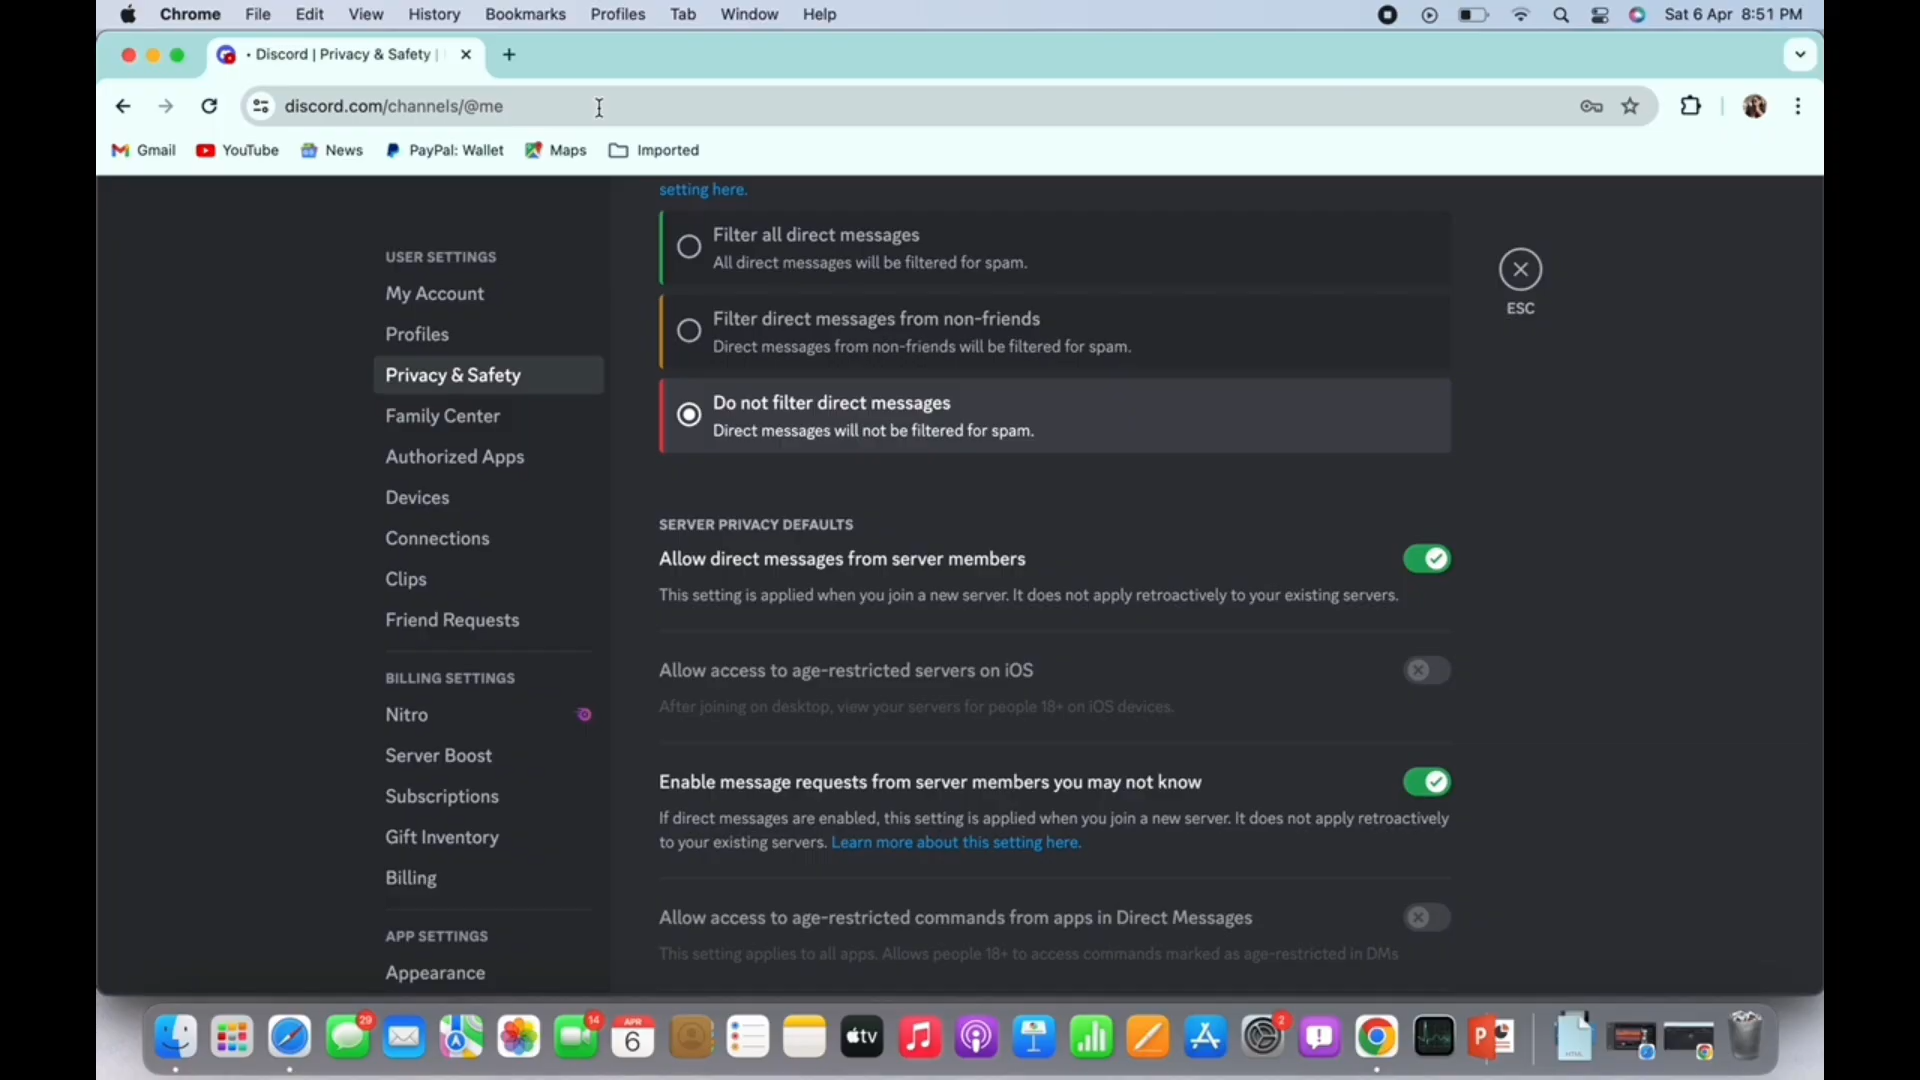 Chrome File Edit View History Bookmarks Profiles Tab Window Help Sat 6 Apr 8:51 PM
• Discord | Privacy & Safety |
discord.com/channels/@me
Gmail YouTube News PayPal: Wallet Maps Imported
setting here.
Filter all direct messages
All direct messages will be filtered for spam.
Filter direct messages from non-friends
Direct messages from non-friends will be filtered for spam.
Do not filter direct messages
Direct messages will not be filtered for spam.
ESC
USER SETTINGS
My Account
Profiles
Privacy & Safety
Family Center
Authorized Apps
Devices
Connections
Clips
Friend Requests
BILLING SETTINGS
Nitro
Server Boost
Subscriptions
Gift Inventory
Billing
APP SETTINGS
Appearance
SERVER PRIVACY DEFAULTS
Allow direct messages from server members
This setting is applied when you join a new server. It does not apply retroactively to your existing servers.
Allow access to age-restricted servers on iOS
After joining on desktop, view your servers for people 18+ on iOS devices.
Enable message requests from server members you may not know
If direct messages are enabled, this setting is applied when you join a new server. It does not apply retroactively
to your existing servers. Learn more about this setting here.
Allow access to age-restricted commands from apps in Direct Messages
This setting applies to all apps. Allows people 18+ to access commands marked as age-restricted in DMs
29 14 APR 6 tv 2 P